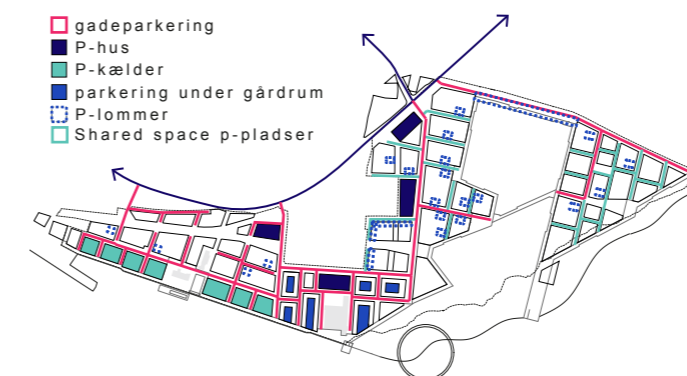 gadeparkering
P-hus
P-kælder
parkering under gårdrum
P-lommer
Shared space p-pladser